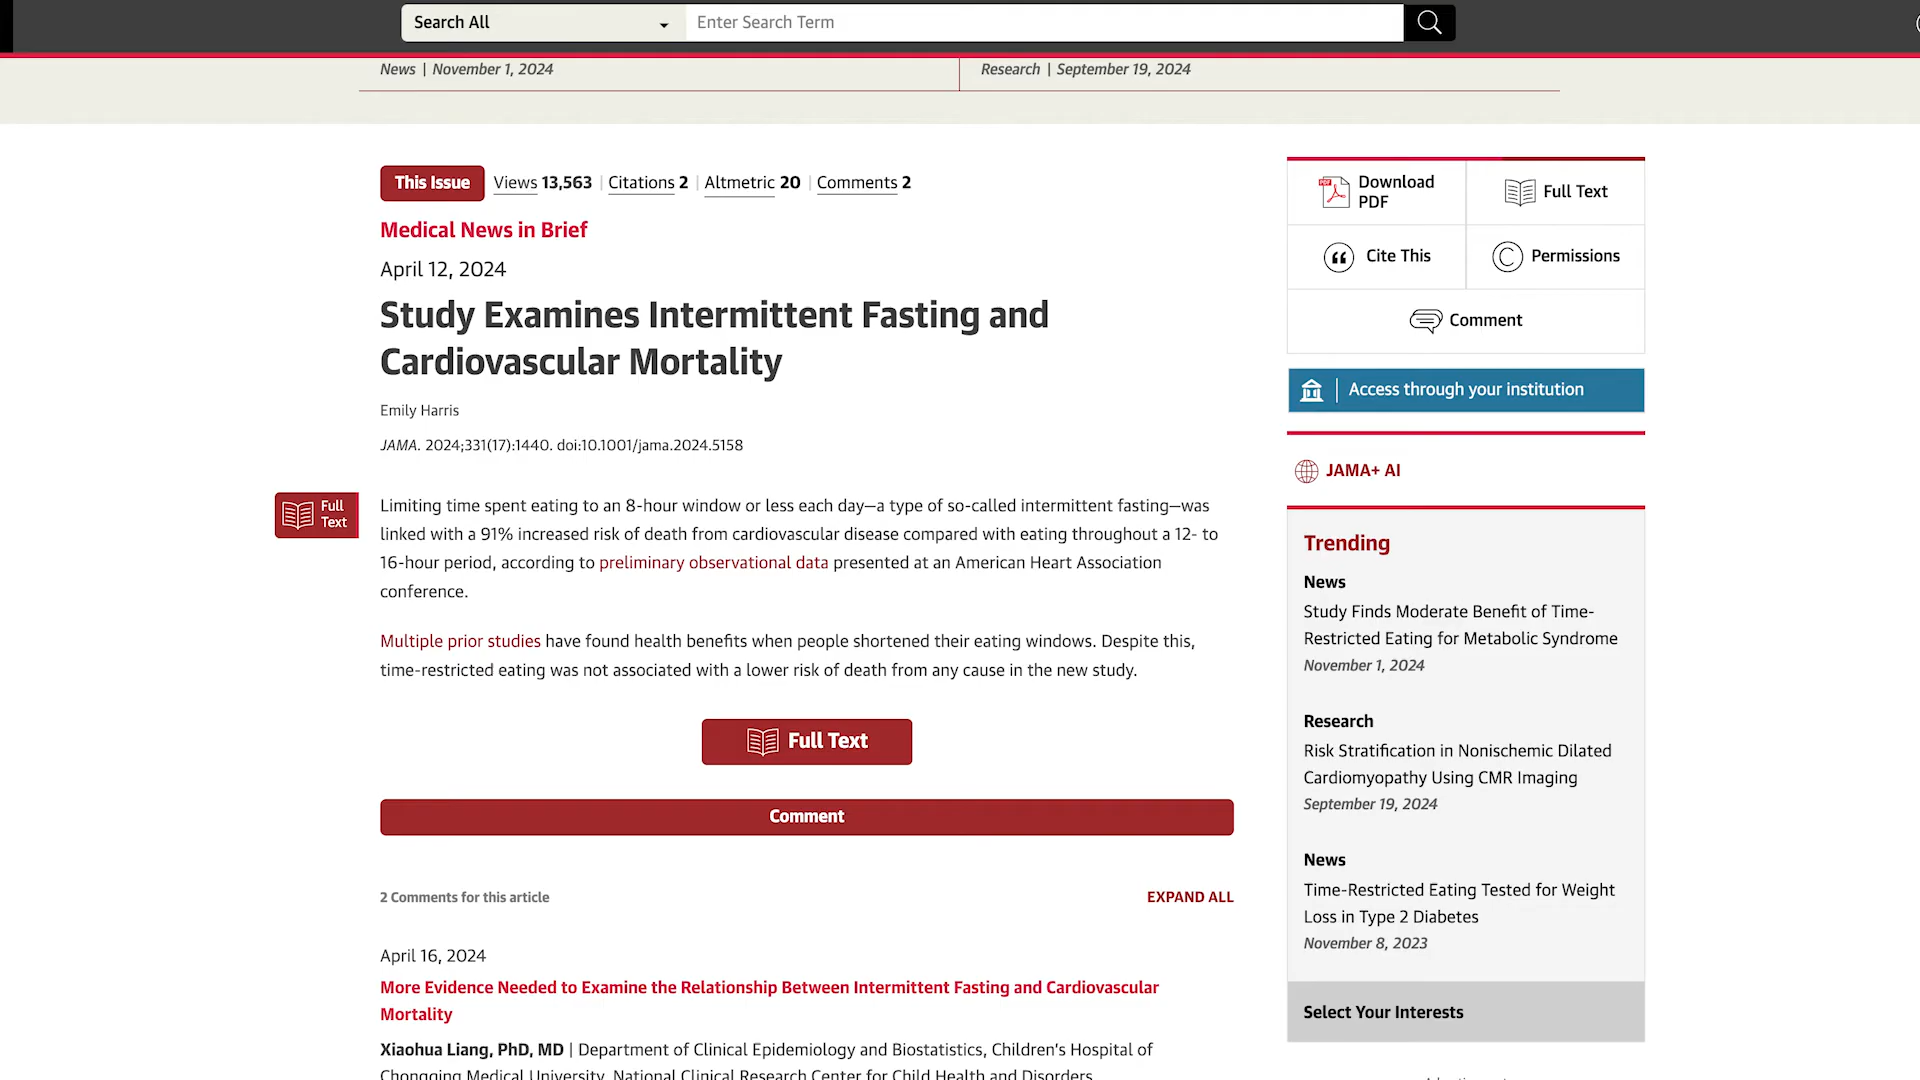 Search All
Enter Search Term
News | November 1, 2024
Research | September 19, 2024
This Issue Views 13,563 | Citations 2 | Altmetric 20 | Comments 2
Medical News in Brief
April 12, 2024
Study Examines Intermittent Fasting and
Cardiovascular Mortality
Emily Harris
JAMA. 2024;331(17):1440. doi:10.1001/jama.2024.5158
Full
Text
Limiting time spent eating to an 8-hour window or less each day—a type of so-called intermittent fasting—was
linked with a 91% increased risk of death from cardiovascular disease compared with eating throughout a 12- to
16-hour period, according to preliminary observational data presented at an American Heart Association
conference.
Multiple prior studies have found health benefits when people shortened their eating windows. Despite this,
time-restricted eating was not associated with a lower risk of death from any cause in the new study.
Full Text
Comment
2 Comments for this article
EXPAND ALL
April 16, 2024
More Evidence Needed to Examine the Relationship Between Intermittent Fasting and Cardiovascular
Mortality
Xiaohua Liang, PhD, MD | Department of Clinical Epidemiology and Biostatistics, Children's Hospital of
Chongqing Medical University, National Clinical Research Center for Child Health and Disorders
PDF
Download
PDF
Full Text
Cite This
Permissions
Comment
Access through your institution
JAMA+ AI
Trending
News
Study Finds Moderate Benefit of Time-
Restricted Eating for Metabolic Syndrome
November 1, 2024
Research
Risk Stratification in Nonischemic Dilated
Cardiomyopathy Using CMR Imaging
September 19, 2024
News
Time-Restricted Eating Tested for Weight
Loss in Type 2 Diabetes
November 8, 2023
Select Your Interests